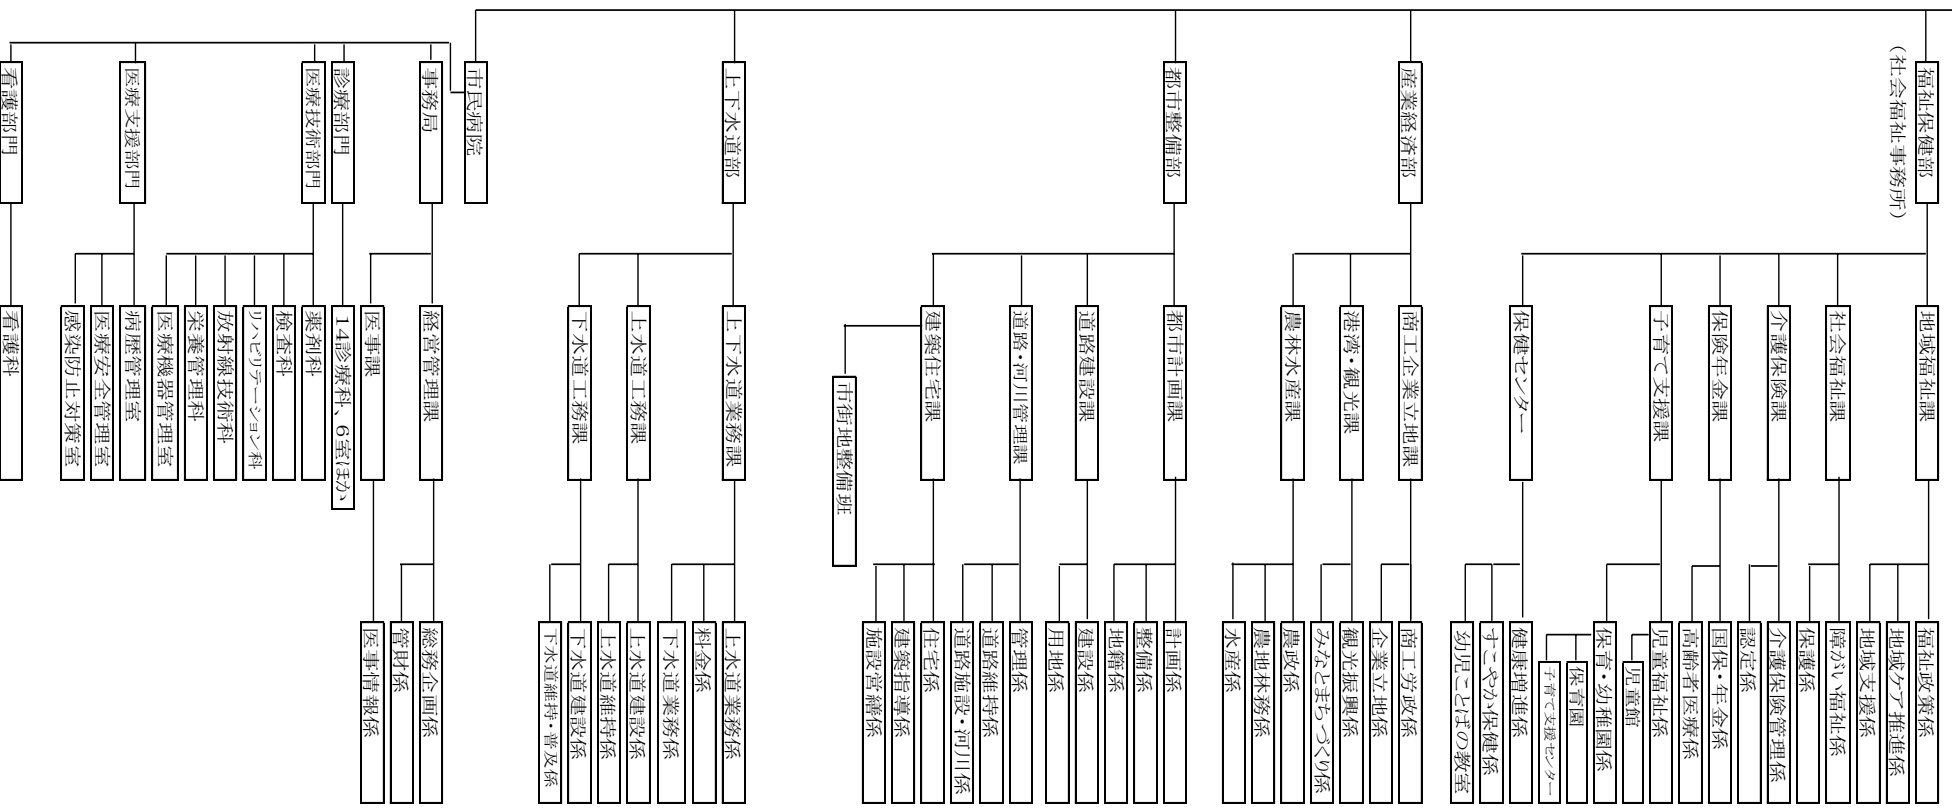 福祉保健部
（社会福祉事務所）
産業経済部
都市整備部
上下水道部
市民病院
事務局
診療部門
医療技術部門
医療支援部門
看護部門
地域福祉課
社会福祉課
介護保険課
保険年金課
子育て支援課
保健センター
商工企業立地課
港湾・観光課
農林水産課
都市計画課
道路建設課
道路・河川管理課
建築住宅課
市街地整備班
上下水道業務課
上水道工務課
下水道工務課
経営管理課
医事課
14診療科、6室ほか
薬剤科
検査科
リハビリテーション科
放射線技術科
栄養管理科
医療機器管理室
病歴管理室
医療安全管理室
感染防止対策室
看護科
福祉政策係
地域ケア推進係
地域支援係
障がい福祉係
保護係
介護保険管理係
認定係
国保・年金係
高齢者医療係
児童福祉係
児童館
保育・幼稚園係
保育園
子育て支援センター
健康増進係
すこやか保健係
幼児ことばの教室
商工労政係
企業立地係
観光振興係
みなとまちづくり係
農政係
農地林務係
水産係
計画係
整備係
地籍係
建設係
用地係
管理係
道路維持係
道路施設・河川係
住宅係
建築指導係
施設営繕係
上水道業務係
料金係
下水道業務係
上水道建設係
上水道維持係
下水道建設係
下水道維持・普及係
総務企画係
管財係
医事情報係